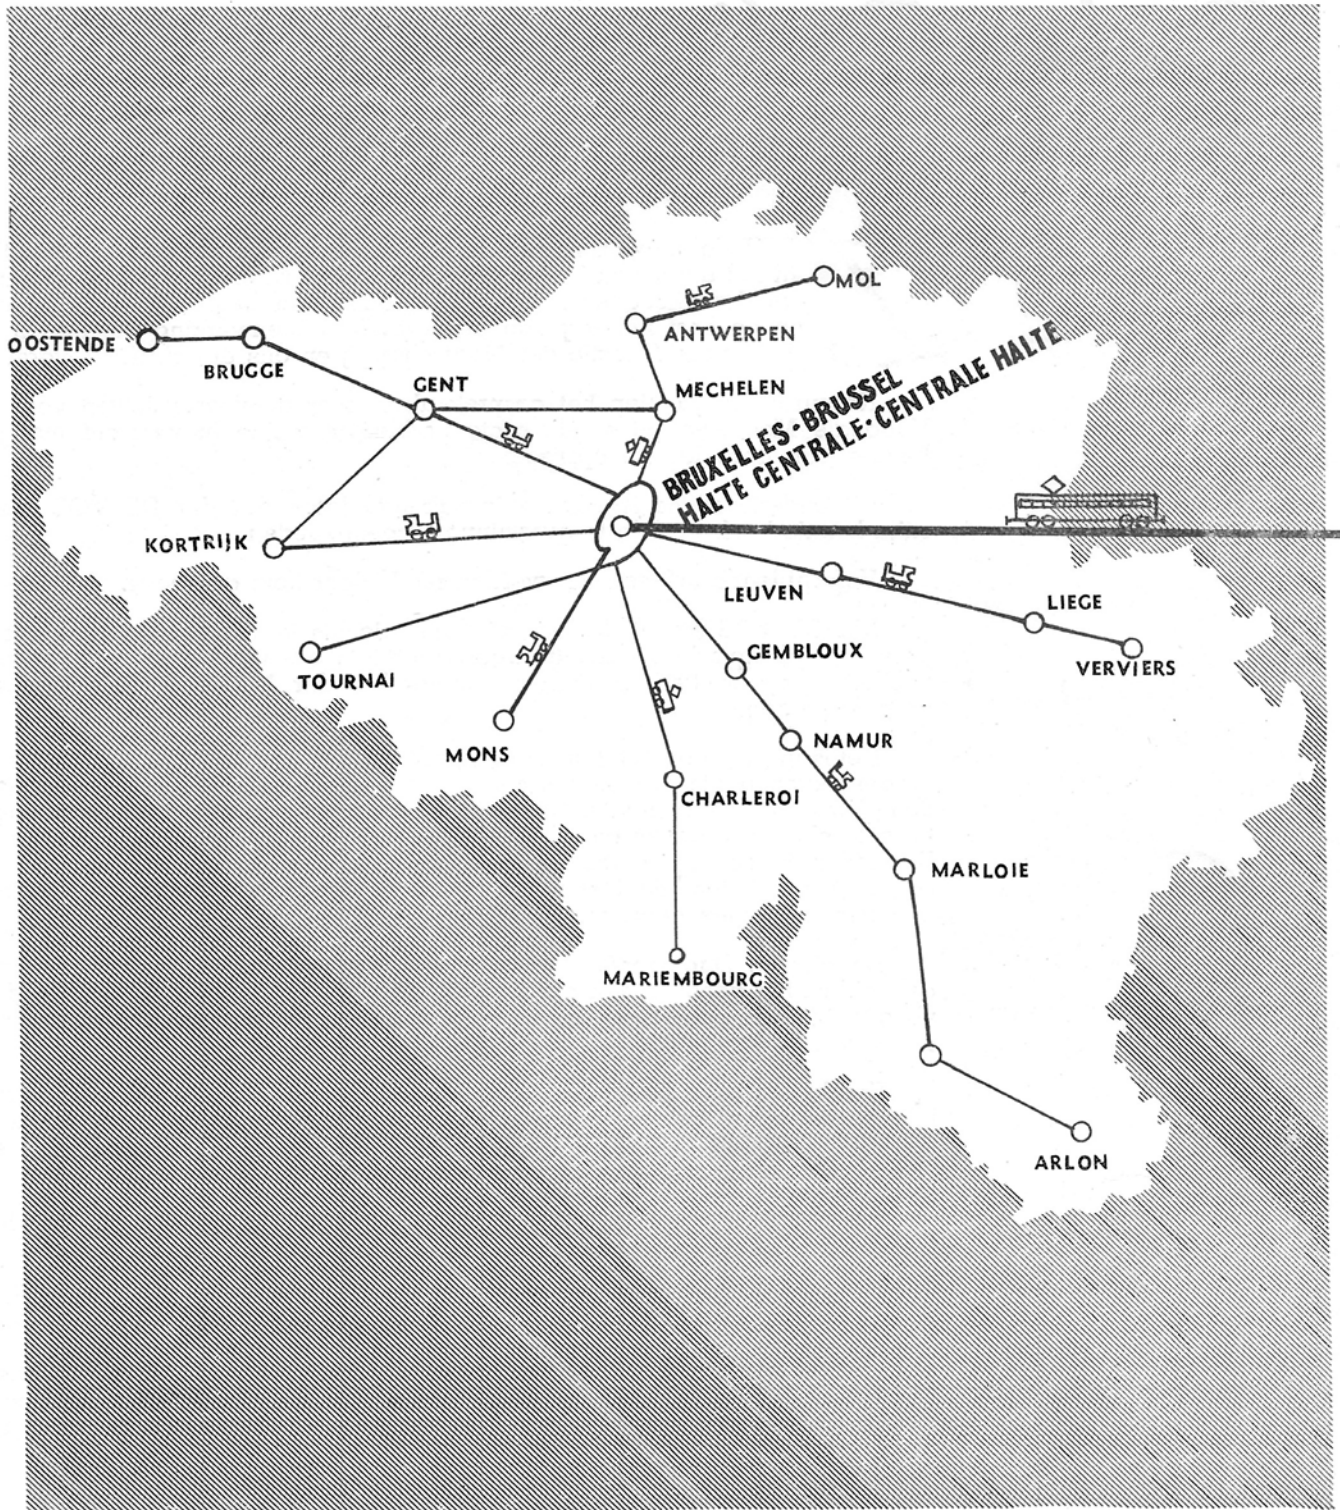 MOL
ANTWERPEN
OOSTENDE
BRUGGE
GENT
MECHELEN
BRUXELLES - BRUSSEL
HALTE CENTRALE · CENTRALE HALTE
KORTRIJK
LEUVEN
LIEGE
VERVIERS
GEMBLOUX
TOURNAI
NAMUR
MONS
CHARLEROI
MARLOIE
MARIEMBOURG
ARLON